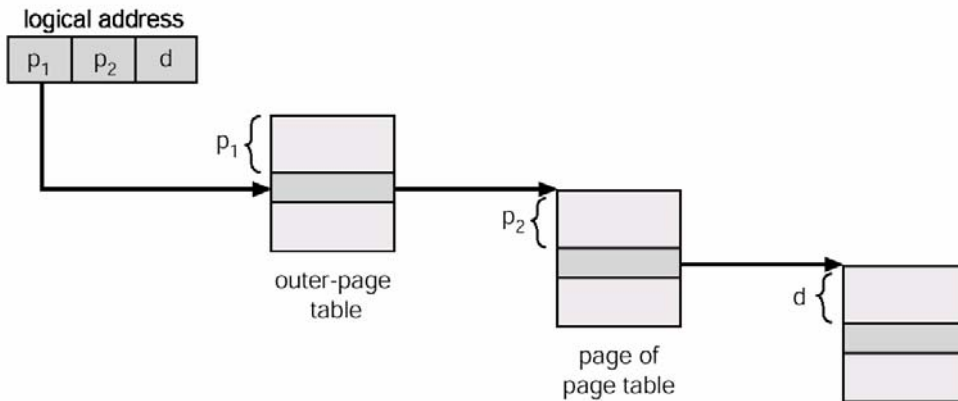 logical address
p₁ p₂ d
p₁
outer-page
table
p₂
page of
page table
d